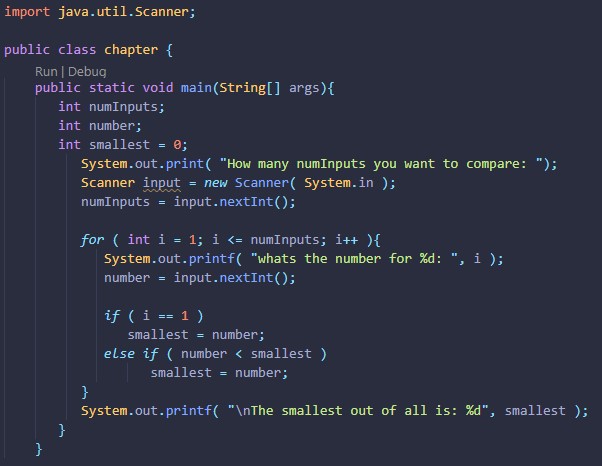 import java.util.Scanner;
public class chapter {
Run | Debug
public static void main(String[] args){
int numInputs;
int number;
int smallest = 0;
System.out.print( "How many numInputs you want to compare: ");
Scanner input = new Scanner( System.in );
numInputs = input.nextInt();
for ( int i = 1; i <= numInputs; i++ ){
System.out.printf( "whats the number for %d: ", i );
number = input.nextInt();
if ( i == 1 )
smallest = number;
else if ( number < smallest )
smallest = number;
}
System.out.printf( "\nThe smallest out of all is: %d", smallest );
}
}